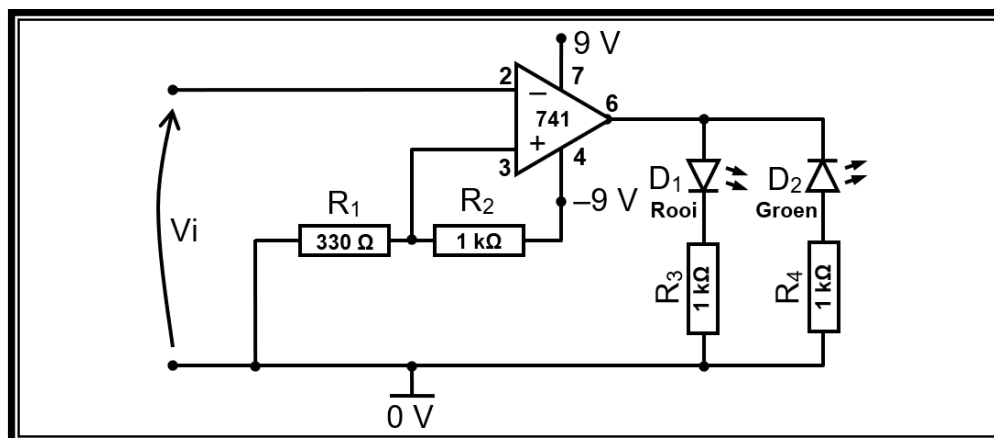 9 V
2
7
–
741
6
+
3
4
–9 V
R1
330 Ω
R2
1 kΩ
D1
Rooi
D2
Groen
Vi
R3
1 kΩ
R4
1 kΩ
0 V